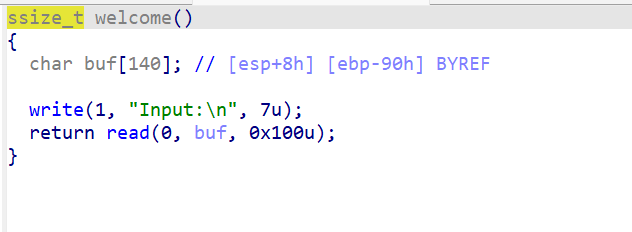 ssize_t welcome()
{
  char buf[140]; // [esp+8h] [ebp-90h] BYREF

  write(1, "Input:\n", 7u);
  return read(0, buf, 0x100u);
}